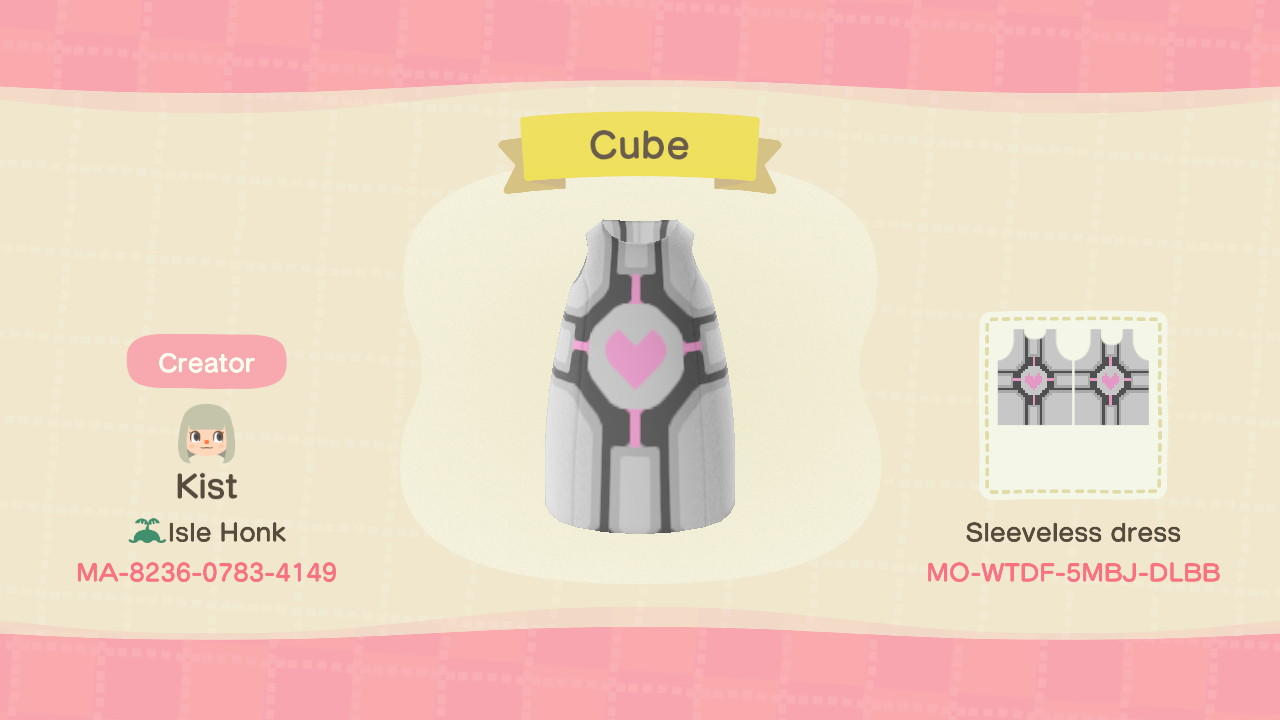 Cube
Creator
Kist
Isle Honk
MA-8236-0783-4149
Sleeveless dress
MO-WTDF-5MBJ-DLBB